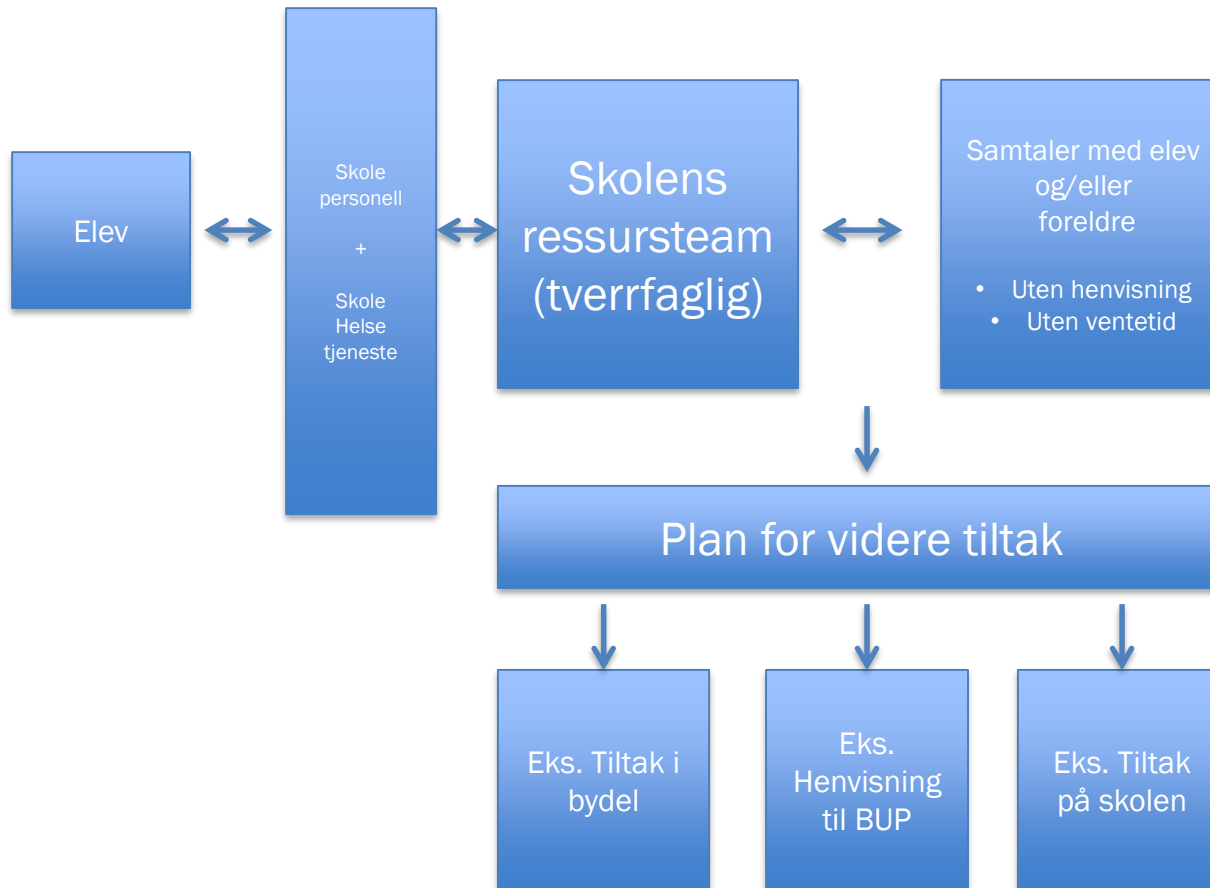 Elev
Skole
personell
+
Skole
Helse
tjeneste
Skolens
ressursteam
(tverrfaglig)
Samtaler med elev
og/eller
foreldre
• Uten henvisning
• Uten ventetid
Plan for videre tiltak
Eks. Tiltak i
bydel
Eks.
Henvisning
til BUP
Eks. Tiltak
på skolen